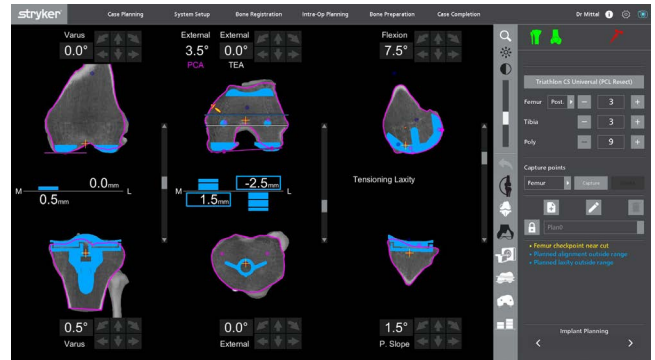 stryker
Case Planning
System Setup
Bone Registration
Intra-Op Planning
Bone Preparation
Case Completion
Dr Mittal
Varus
0.0°
External External
3.5° 0.0°
PCA TEA
Flexion
7.5°
M 0.0mm L
0.5mm
M -2.5mm L
1.5mm
Tensioning Laxity
0.5°
Varus
0.0°
External
1.5°
P. Slope
Triathlon CS Universal (PCL Resect)
Femur Post. − 3 +
Tibia − 3 +
Poly − 9 +
Capture points
Femur Capture
Plan0
• Femur checkpoint near cut
• Planned alignment outside range
• Planned laxity outside range
Implant Planning
< >